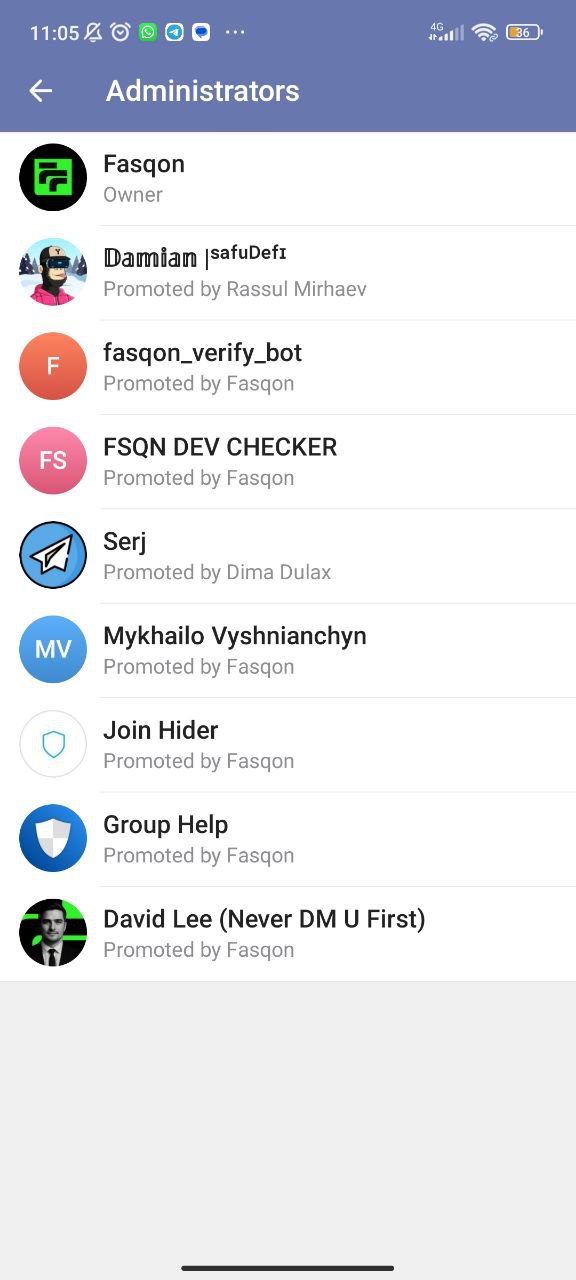 11:05 4G 36
Administrators
Fasqon
Owner
𝔻𝕒𝕞𝕚𝕒𝕟 |ˢᵃᶠᵘᴰᵉᶠᶦ
Promoted by Rassul Mirhaev
F
fasqon_verify_bot
Promoted by Fasqon
FS
FSQN DEV CHECKER
Promoted by Fasqon
Serj
Promoted by Dima Dulax
MV
Mykhailo Vyshnianchyn
Promoted by Fasqon
Join Hider
Promoted by Fasqon
Group Help
Promoted by Fasqon
David Lee (Never DM U First)
Promoted by Fasqon